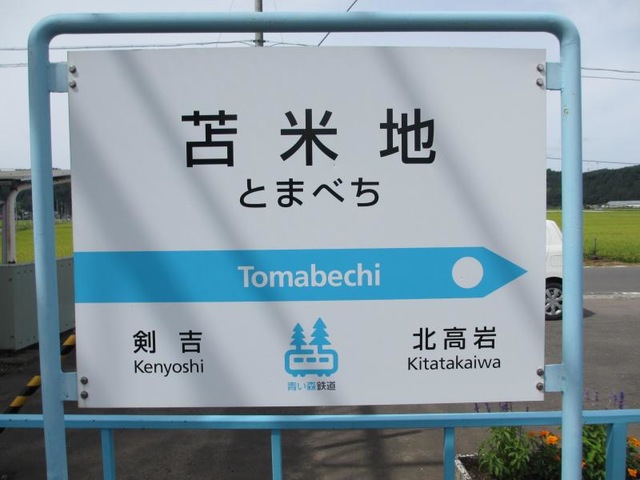 苫米地
とまべち
Tomabechi
剣吉
Kenyoshi
北高岩
Kitatakaiwa
青い森鉄道